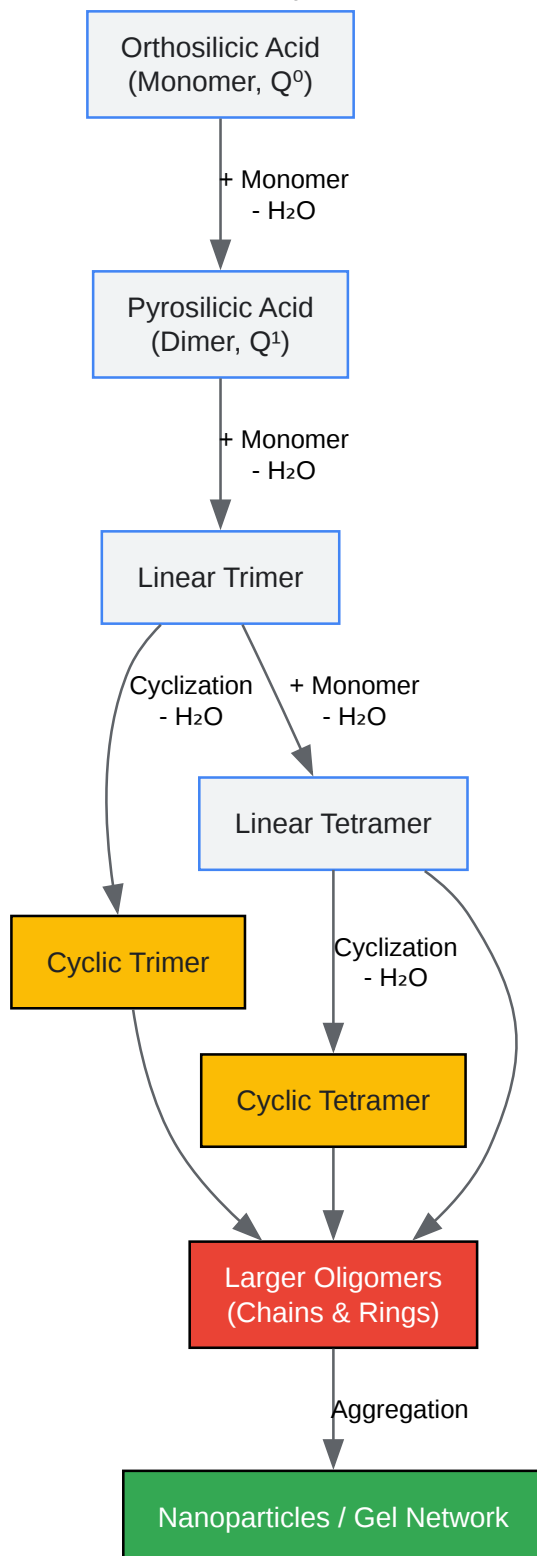 Orthosilicic Acid
(Monomer, Q⁰)
+ Monomer
- H₂O
Pyrosilicic Acid
(Dimer, Q¹)
+ Monomer
- H₂O
Linear Trimer
Cyclization
- H₂O
+ Monomer
- H₂O
Linear Tetramer
Cyclic Trimer
Cyclization
- H₂O
Cyclic Tetramer
Larger Oligomers
(Chains & Rings)
Aggregation
Nanoparticles / Gel Network